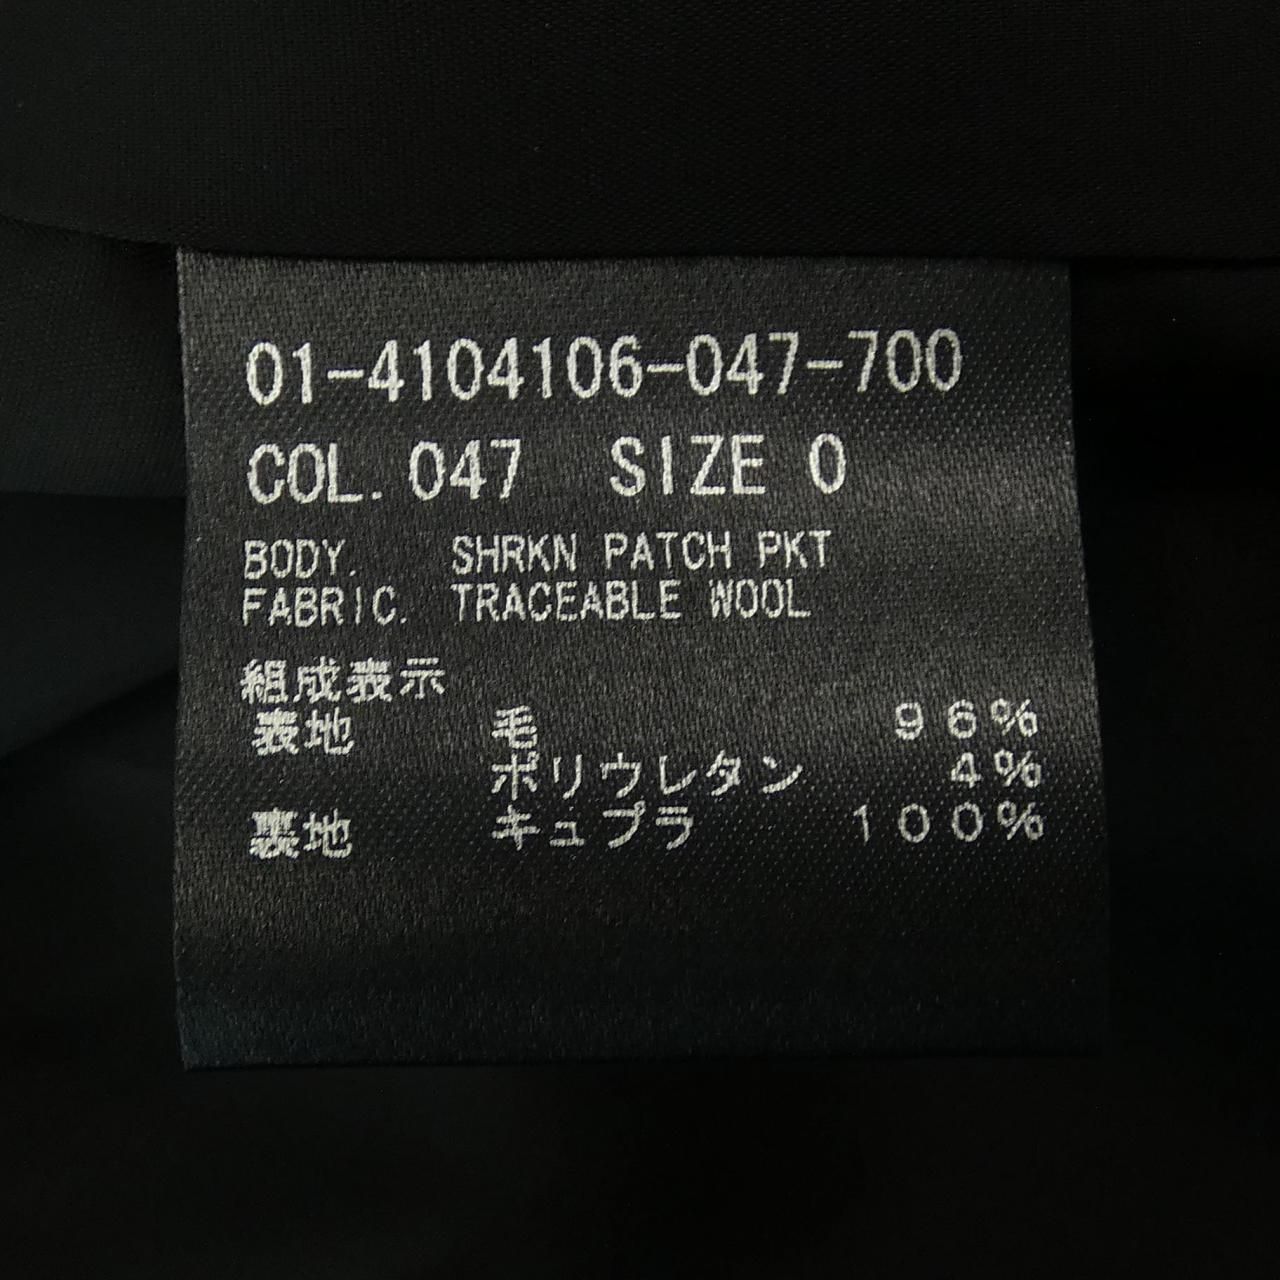 01-4104106-047-700
COL. 047 SIZE 0
BODY. SHRKN PATCH PKT
FABRIC. TRACEABLE WOOL
組成表示
表地 毛 96%
ポリウレタン 4%
裏地 キュプラ 100%